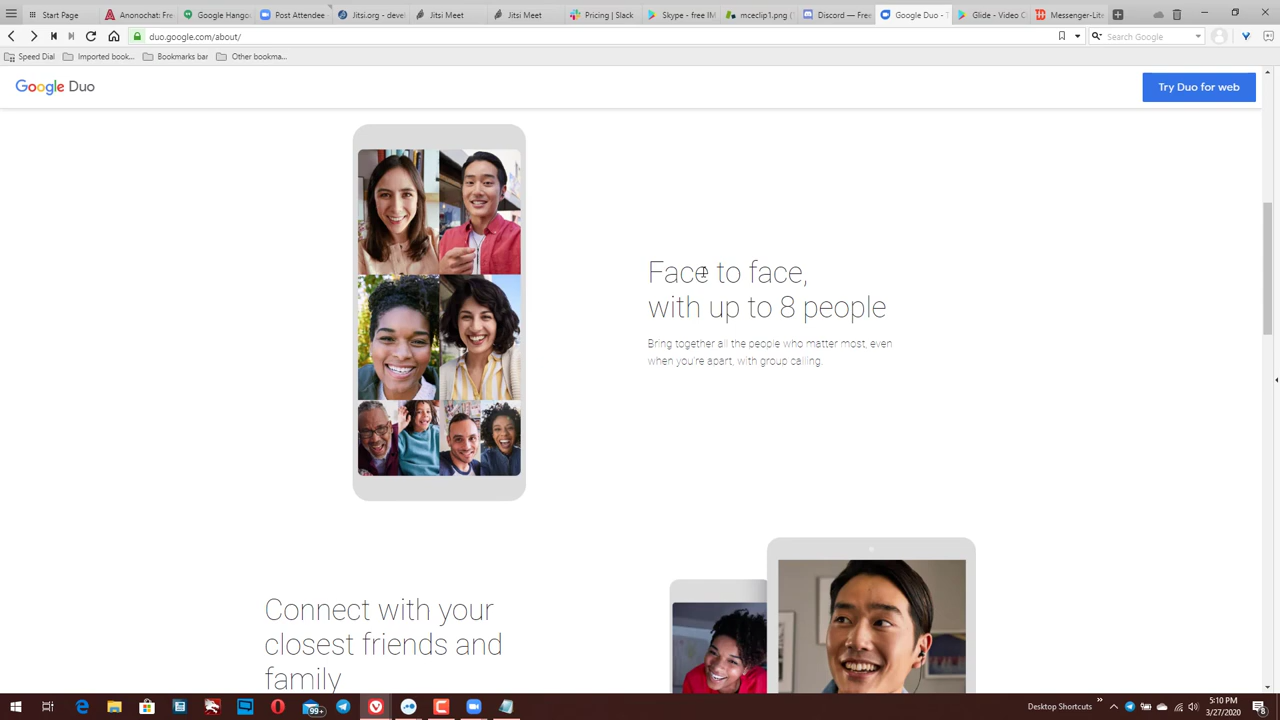 Start Page
Anonochat Fra
Google Hango
Post Attendee
Jitsi.org - deve
Jitsi Meet
Jitsi Meet
Pricing | Slack
Skype - free IM
mceclip1.png (
Discord — Free
Google Duo - T
Glide - Video C
Messenger-Lite
duo.google.com/about/
Search Google
Speed Dial
Imported book...
Bookmarks bar
Other bookma...
Google Duo
Try Duo for web
Face to face,
with up to 8 people
Bring together all the people who matter most, even
when you're apart, with group calling.
Connect with your
closest friends and
family
99+
Desktop Shortcuts
»
5:10 PM
3/27/2020
8